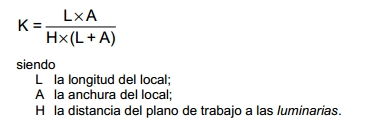 K = L×A / H×(L + A)
siendo
L la longitud del local;
A la anchura del local;
H la distancia del plano de trabajo a las luminarias.